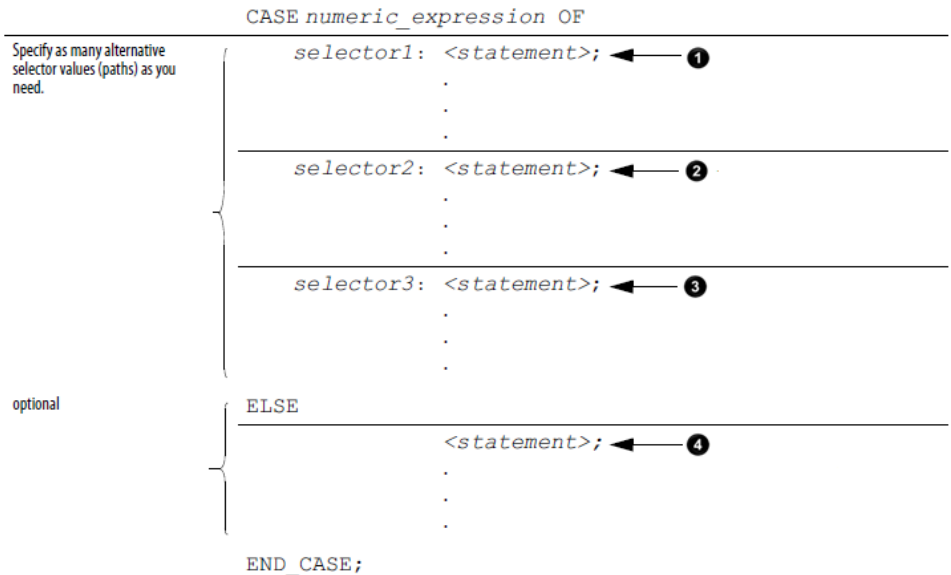 CASE numeric_expression OF
Specify as many alternative
selector values (paths) as you
need.
selector1: <statement>; 1
.
.
.
selector2: <statement>; 2
.
.
.
selector3: <statement>; 3
.
.
.
optional
ELSE
<statement>; 4
.
.
.
END_CASE;